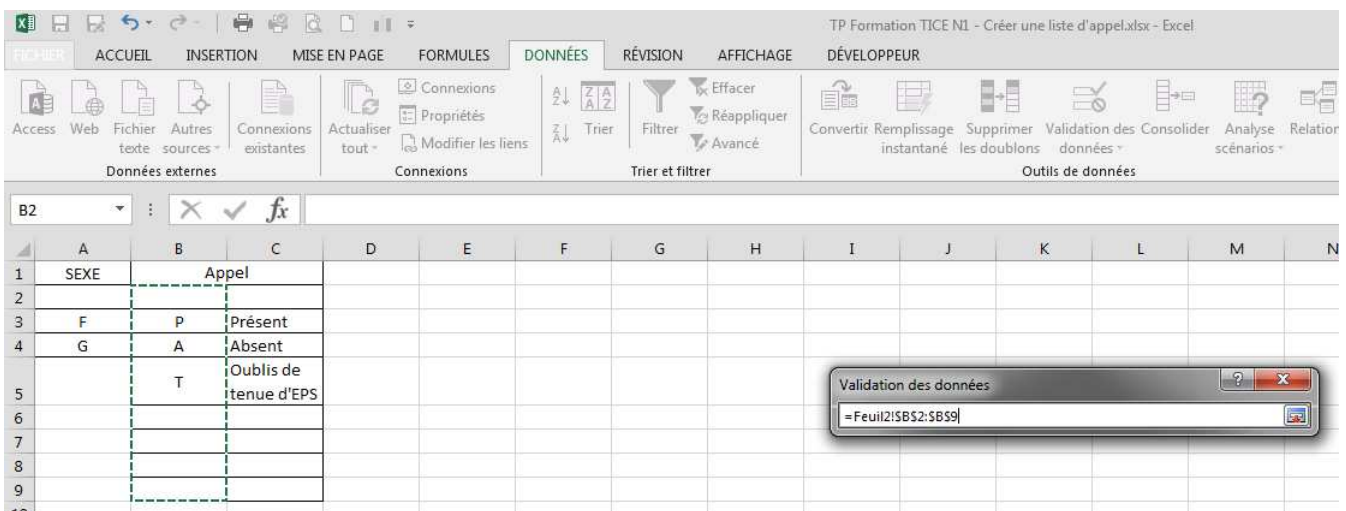 TP Formation TICE N1 - Créer une liste d'appel.xlsx - Excel
FICHIER ACCUEIL INSERTION MISE EN PAGE FORMULES DONNÉES RÉVISION AFFICHAGE DÉVELOPPEUR
Access Web Fichier texte Autres sources Connexions existantes
Données externes
Actualiser tout
Connexions
Propriétés
Modifier les liens
Connexions
Trier
Filtrer
Effacer
Réappliquer
Avancé
Trier et filtrer
Convertir Remplissage instantané Supprimer les doublons Validation des données Consolider Analyse scénarios Relation
Outils de données
B2 fx
A B C D E F G H I J K L M N
1 SEXE Appel
2
3 F P Présent
4 G A Absent
5 T Oublis de
tenue d'EPS
6
7
8
9
Validation des données
=Feuil2!$B$2:$B$9